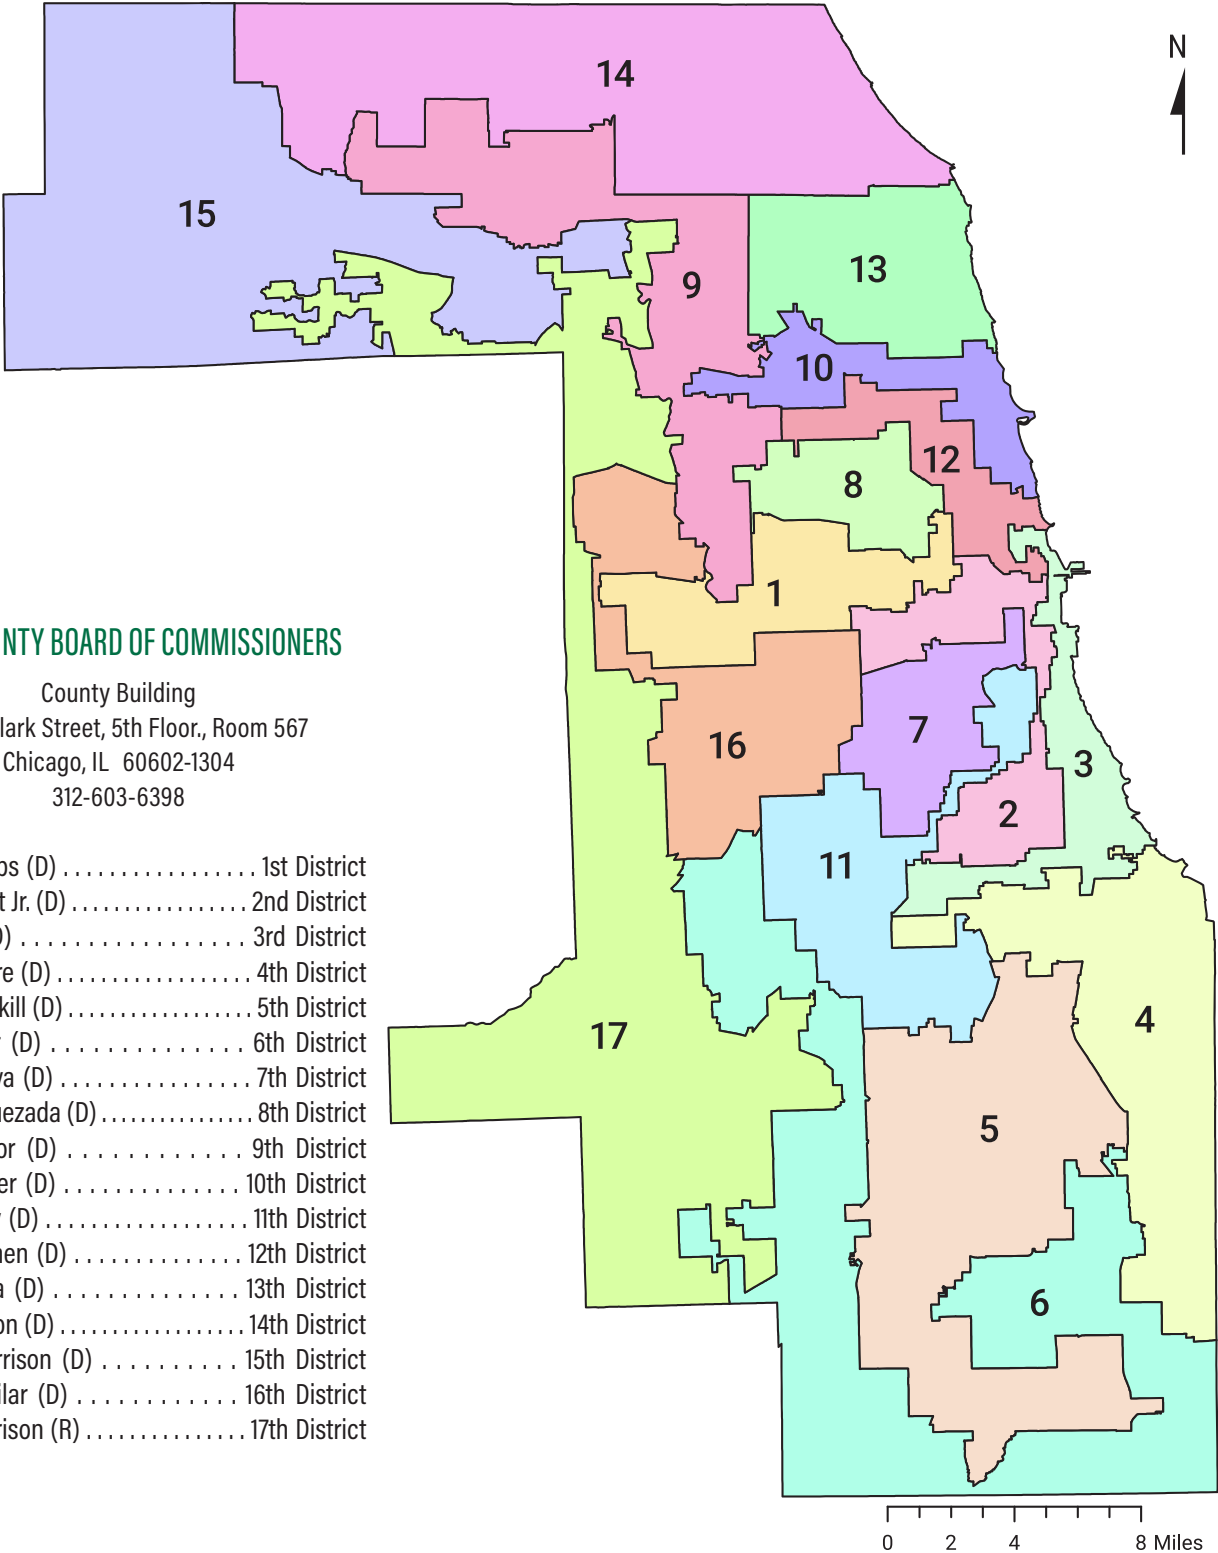 14
N
15
13
9
10
12
8
1
NTY BOARD OF COMMISSIONERS
County Building
lark Street, 5th Floor., Room 567
Chicago, IL 60602-1304
312-603-6398
7
16
3
2
11
os (D) . . . . . . . . . . . . . . . . 1st District
t Jr. (D) . . . . . . . . . . . . . . . . 2nd District
) . . . . . . . . . . . . . . . . 3rd District
re (D) . . . . . . . . . . . . . . . . 4th District
kill (D) . . . . . . . . . . . . . . . 5th District
(D) . . . . . . . . . . . . . . 6th District
ya (D) . . . . . . . . . . . . . . . 7th District
uezada (D) . . . . . . . . . . . . . . . 8th District
or (D) . . . . . . . . . . . . 9th District
er (D) . . . . . . . . . . . . . . 10th District
(D) . . . . . . . . . . . . . . . . 11th District
nen (D) . . . . . . . . . . . . . . 12th District
a (D) . . . . . . . . . . . . . . 13th District
on (D) . . . . . . . . . . . . . . . . 14th District
rrison (D) . . . . . . . . . . 15th District
ilar (D) . . . . . . . . . . . . 16th District
rison (R) . . . . . . . . . . . . . . . 17th District
17
4
5
6
0 2 4 8 Miles